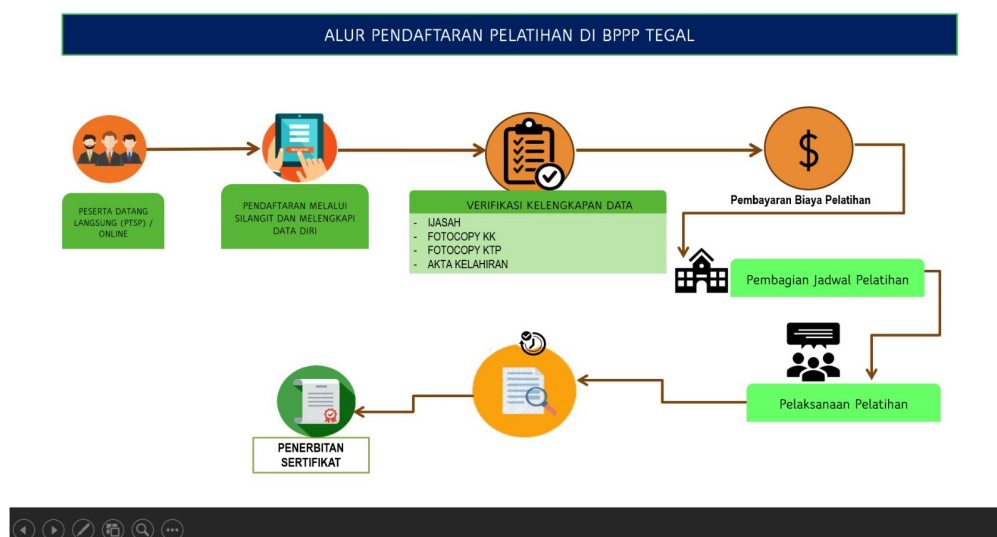 ALUR PENDAFTARAN PELATIHAN DI BPPP TEGAL
PESERTA DATANG
LANGSUNG (PTSP) /
ONLINE
PENDAFTARAN MELALUI
SILANGIT DAN MELENGKAPI
DATA DIRI
VERIFIKASI KELENGKAPAN DATA
- IJASAH
- FOTOCOPY KK
- FOTOCOPY KTP
- AKTA KELAHIRAN
$
Pembayaran Biaya Pelatihan
Pembagian Jadwal Pelatihan
Pelaksanaan Pelatihan
PENERBITAN
SERTIFIKAT